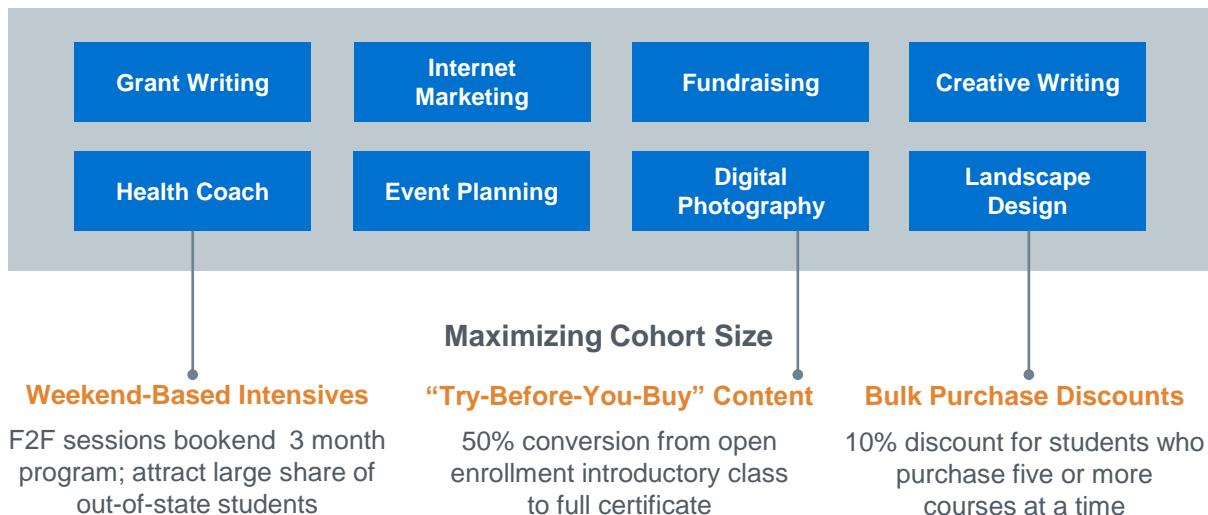 Grant Writing
Internet
Marketing
Fundraising
Creative Writing
Health Coach
Event Planning
Digital
Photography
Landscape
Design
Maximizing Cohort Size
Weekend-Based Intensives
F2F sessions bookend  3 month
program; attract large share of
out-of-state students
“Try-Before-You-Buy” Content
50% conversion from open
enrollment introductory class
to full certificate
Bulk Purchase Discounts
10% discount for students who
purchase five or more
courses at a time